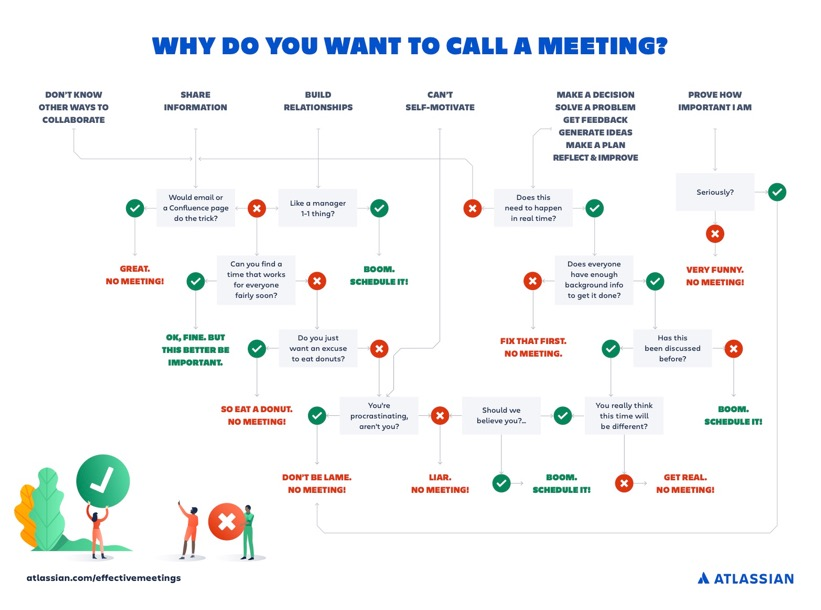 WHY DO YOU WANT TO CALL A MEETING?
DON'T KNOW
OTHER WAYS TO
COLLABORATE
SHARE
INFORMATION
BUILD
RELATIONSHIPS
CAN'T
SELF-MOTIVATE
MAKE A DECISION
SOLVE A PROBLEM
GET FEEDBACK
GENERATE IDEAS
MAKE A PLAN
REFLECT & IMPROVE
PROVE HOW
IMPORTANT I AM
Would email or
a Confluence page
do the trick?
Like a manager
1-1 thing?
Does this
need to happen
in real time?
Seriously?
GREAT.
NO MEETING!
Can you find a
time that works
for everyone
fairly soon?
BOOM.
SCHEDULE IT!
Does everyone
have enough
background info
to get it done?
VERY FUNNY.
NO MEETING!
OK, FINE. BUT
THIS BETTER BE
IMPORTANT.
Do you just
want an excuse
to eat donuts?
FIX THAT FIRST.
NO MEETING.
Has this
been discussed
before?
SO EAT A DONUT.
NO MEETING!
You're
procrastinating,
aren't you?
Should we
believe you?...
You really think
this time will
be different?
BOOM.
SCHEDULE IT!
DON'T BE LAME.
NO MEETING!
LIAR.
NO MEETING!
BOOM.
SCHEDULE IT!
GET REAL.
NO MEETING!
atlassian.com/effectivemeetings
ATLASSIAN